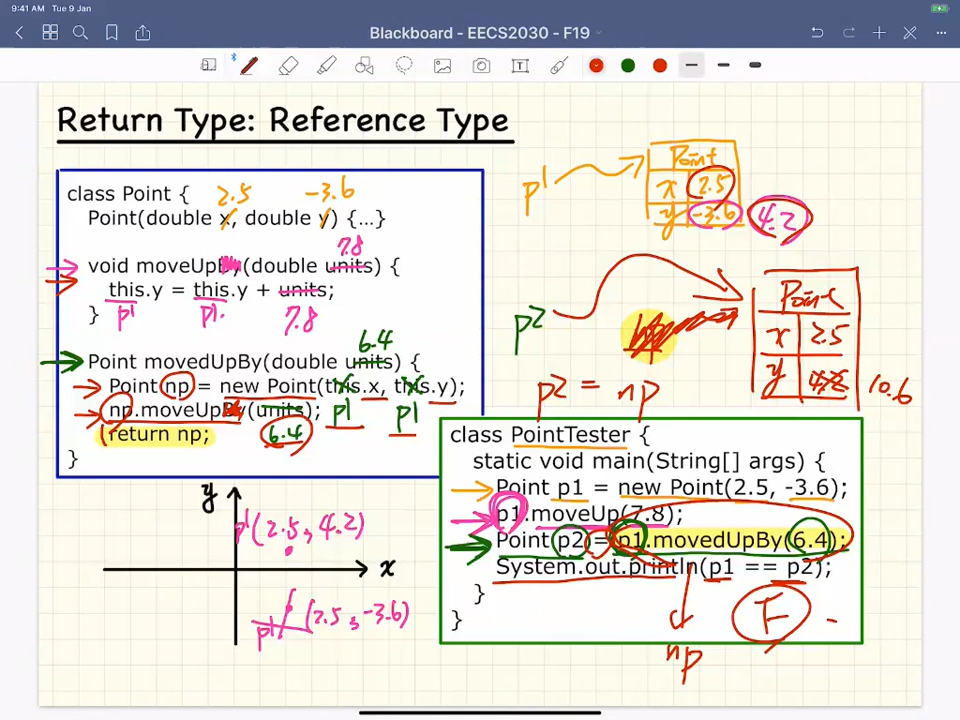 9:41 AM Tue 9 Jan
Blackboard - EECS2030 - F19
Return Type: Reference Type
class Point {
2.5 -3.6
Point(double x, double y) {…}
7.8
void moveUp (double units) {
this.y = this.y + units;
} p1 p1. 7.8
6.4
Point movedUpBy(double units) {
Point np = new Point(this.x, this.y);
np.moveUpBy(units);
p1 p1
return np; 6.4
}
p1
Point
x 2.5
y -3.6 4.2
p2
Point
x 2.5
y 4.2 10.6
p2 = np
class PointTester {
static void main(String[] args) {
Point p1 = new Point(2.5, -3.6);
p1.moveUp(7.8);
Point p2 = p1.movedUpBy(6.4);
System.out.println(p1 == p2);
}
}
F
np
y
p1(2.5, 4.2)
x
(2.5, -3.6)
p1